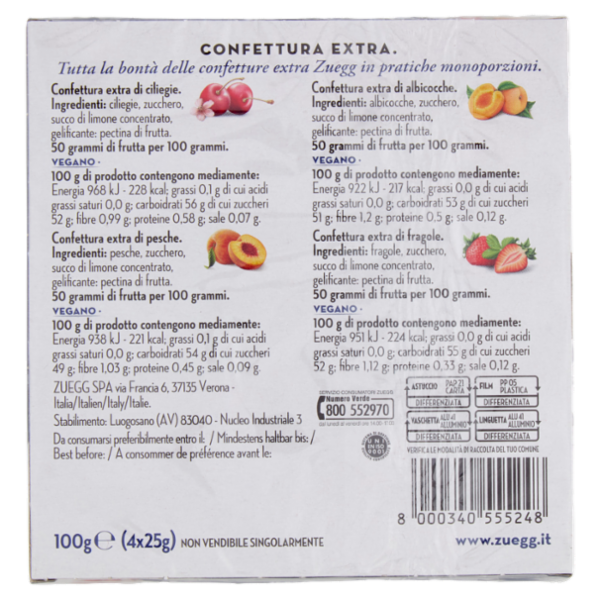 CONFETTURA EXTRA.
Tutta la bontà delle confetture extra Zuegg in pratiche monoporzioni.
Confettura extra di ciliegie.
Ingredienti: ciliegie, zucchero,
succo di limone concentrato,
gelificante: pectina di frutta.
50 grammi di frutta per 100 grammi.
VEGANO •
100 g di prodotto contengono mediamente:
Energia 968 kJ - 228 kcal; grassi 0,1 g di cui acidi
grassi saturi 0,0 g; carboidrati 56 g di cui zuccheri
52 g; fibre 0,99 g; proteine 0,58 g; sale 0,07 g.
Confettura extra di albicocche.
Ingredienti: albicocche, zucchero,
succo di limone concentrato,
gelificante: pectina di frutta.
50 grammi di frutta per 100 grammi.
VEGANO •
100 g di prodotto contengono mediamente:
Energia 922 kJ - 217 kcal; grassi 0,0 g di cui acidi
grassi saturi 0,0 g; carboidrati 53 g di cui zuccheri
51 g; fibre 1,2 g; proteine 0,5 g; sale 0,12 g.
Confettura extra di pesche.
Ingredienti: pesche, zucchero,
succo di limone concentrato,
gelificante: pectina di frutta.
50 grammi di frutta per 100 grammi.
VEGANO •
100 g di prodotto contengono mediamente:
Energia 938 kJ - 221 kcal; grassi 0,1 g di cui acidi
grassi saturi 0,0 g; carboidrati 54 g di cui zuccheri
49 g; fibre 1,03 g; proteine 0,45 g; sale 0,09 g.
Confettura extra di fragole.
Ingredienti: fragole, zucchero,
succo di limone concentrato,
gelificante: pectina di frutta.
50 grammi di frutta per 100 grammi.
VEGANO •
100 g di prodotto contengono mediamente:
Energia 951 kJ - 224 kcal; grassi 0,0 g di cui acidi
grassi saturi 0,0 g; carboidrati 55 g di cui zuccheri
52 g; fibre 1,12 g; proteine 0,33 g; sale 0,12 g.
ZUEGG SPA via Francia 6, 37135 Verona -
Italia/Italien/Italy/Italie.
Stabilimento: Luogosano (AV) 83040 - Nucleo Industriale 3
Da consumarsi preferibilmente entro il: / Mindestens haltbar bis: /
Best before: / A consommer de préférence avant le:
SERVIZIO CONSUMATORI ZUEGG
Numero Verde
800 552970
ASTUCCIO PAP 21 CARTA
DIFFERENZIATA
FILM PP 05 PLASTICA
DIFFERENZIATA
VASCHETTA ALU 41 ALLUMINIO
DIFFERENZIATA
LINGUETTA ALU 41 ALLUMINIO
DIFFERENZIATA
VERIFICA LE MODALITÀ DI RACCOLTA DEL TUO COMUNE
8 000340 555248
100g ℮ (4x25g) NON VENDIBILE SINGOLARMENTE
www.zuegg.it